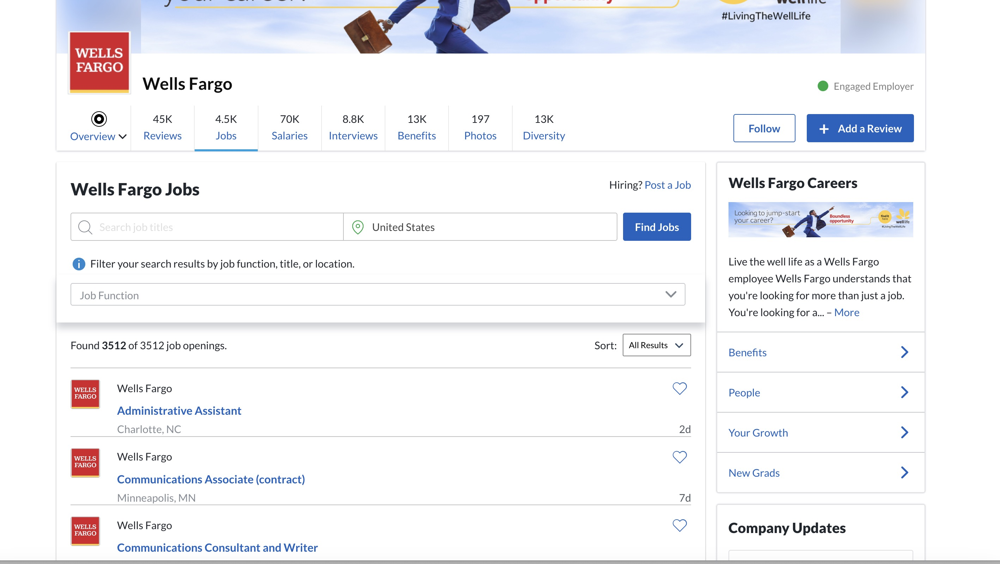 your career?
opportunity
well life
#LivingTheWellLife
WELLS
FARGO
Wells Fargo
Engaged Employer
Overview
45K
Reviews
4.5K
Jobs
70K
Salaries
8.8K
Interviews
13K
Benefits
197
Photos
13K
Diversity
Follow
+ Add a Review
Wells Fargo Jobs
Hiring? Post a Job
Search job titles
United States
Find Jobs
Filter your search results by job function, title, or location.
Job Function
Found 3512 of 3512 job openings.
Sort: All Results
WELLS
FARGO
Wells Fargo
Administrative Assistant
Charlotte, NC
2d
WELLS
FARGO
Wells Fargo
Communications Associate (contract)
Minneapolis, MN
7d
WELLS
FARGO
Wells Fargo
Communications Consultant and Writer
Wells Fargo Careers
Looking to jump-start
your career?
Boundless
opportunity
find it
here
well life
#LivingTheWellLife
Live the well life as a Wells Fargo
employee Wells Fargo understands that
you're looking for more than just a job.
You're looking for a... – More
Benefits
People
Your Growth
New Grads
Company Updates